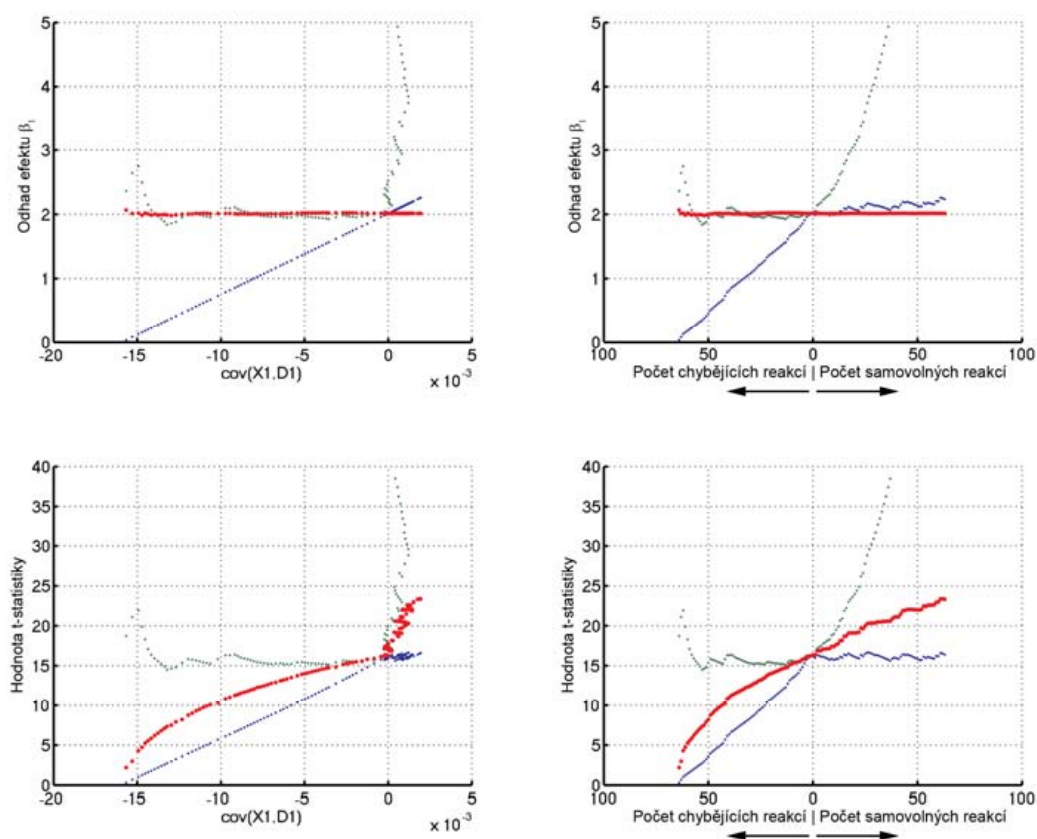 5
4
3
2
1
0
Odhad efektu β₁
-20 -15 -10 -5 0 5
cov(X1,D1)
x 10⁻³
5
4
3
2
1
0
Odhad efektu β₁
100 50 0 50 100
Počet chybějících reakcí | Počet samovolných reakcí
40
35
30
25
20
15
10
5
0
Hodnota t-statistiky
-20 -15 -10 -5 0 5
cov(X1,D1)
x 10⁻³
40
35
30
25
20
15
10
5
0
Hodnota t-statistiky
100 50 0 50 100
Počet chybějících reakcí | Počet samovolných reakcí